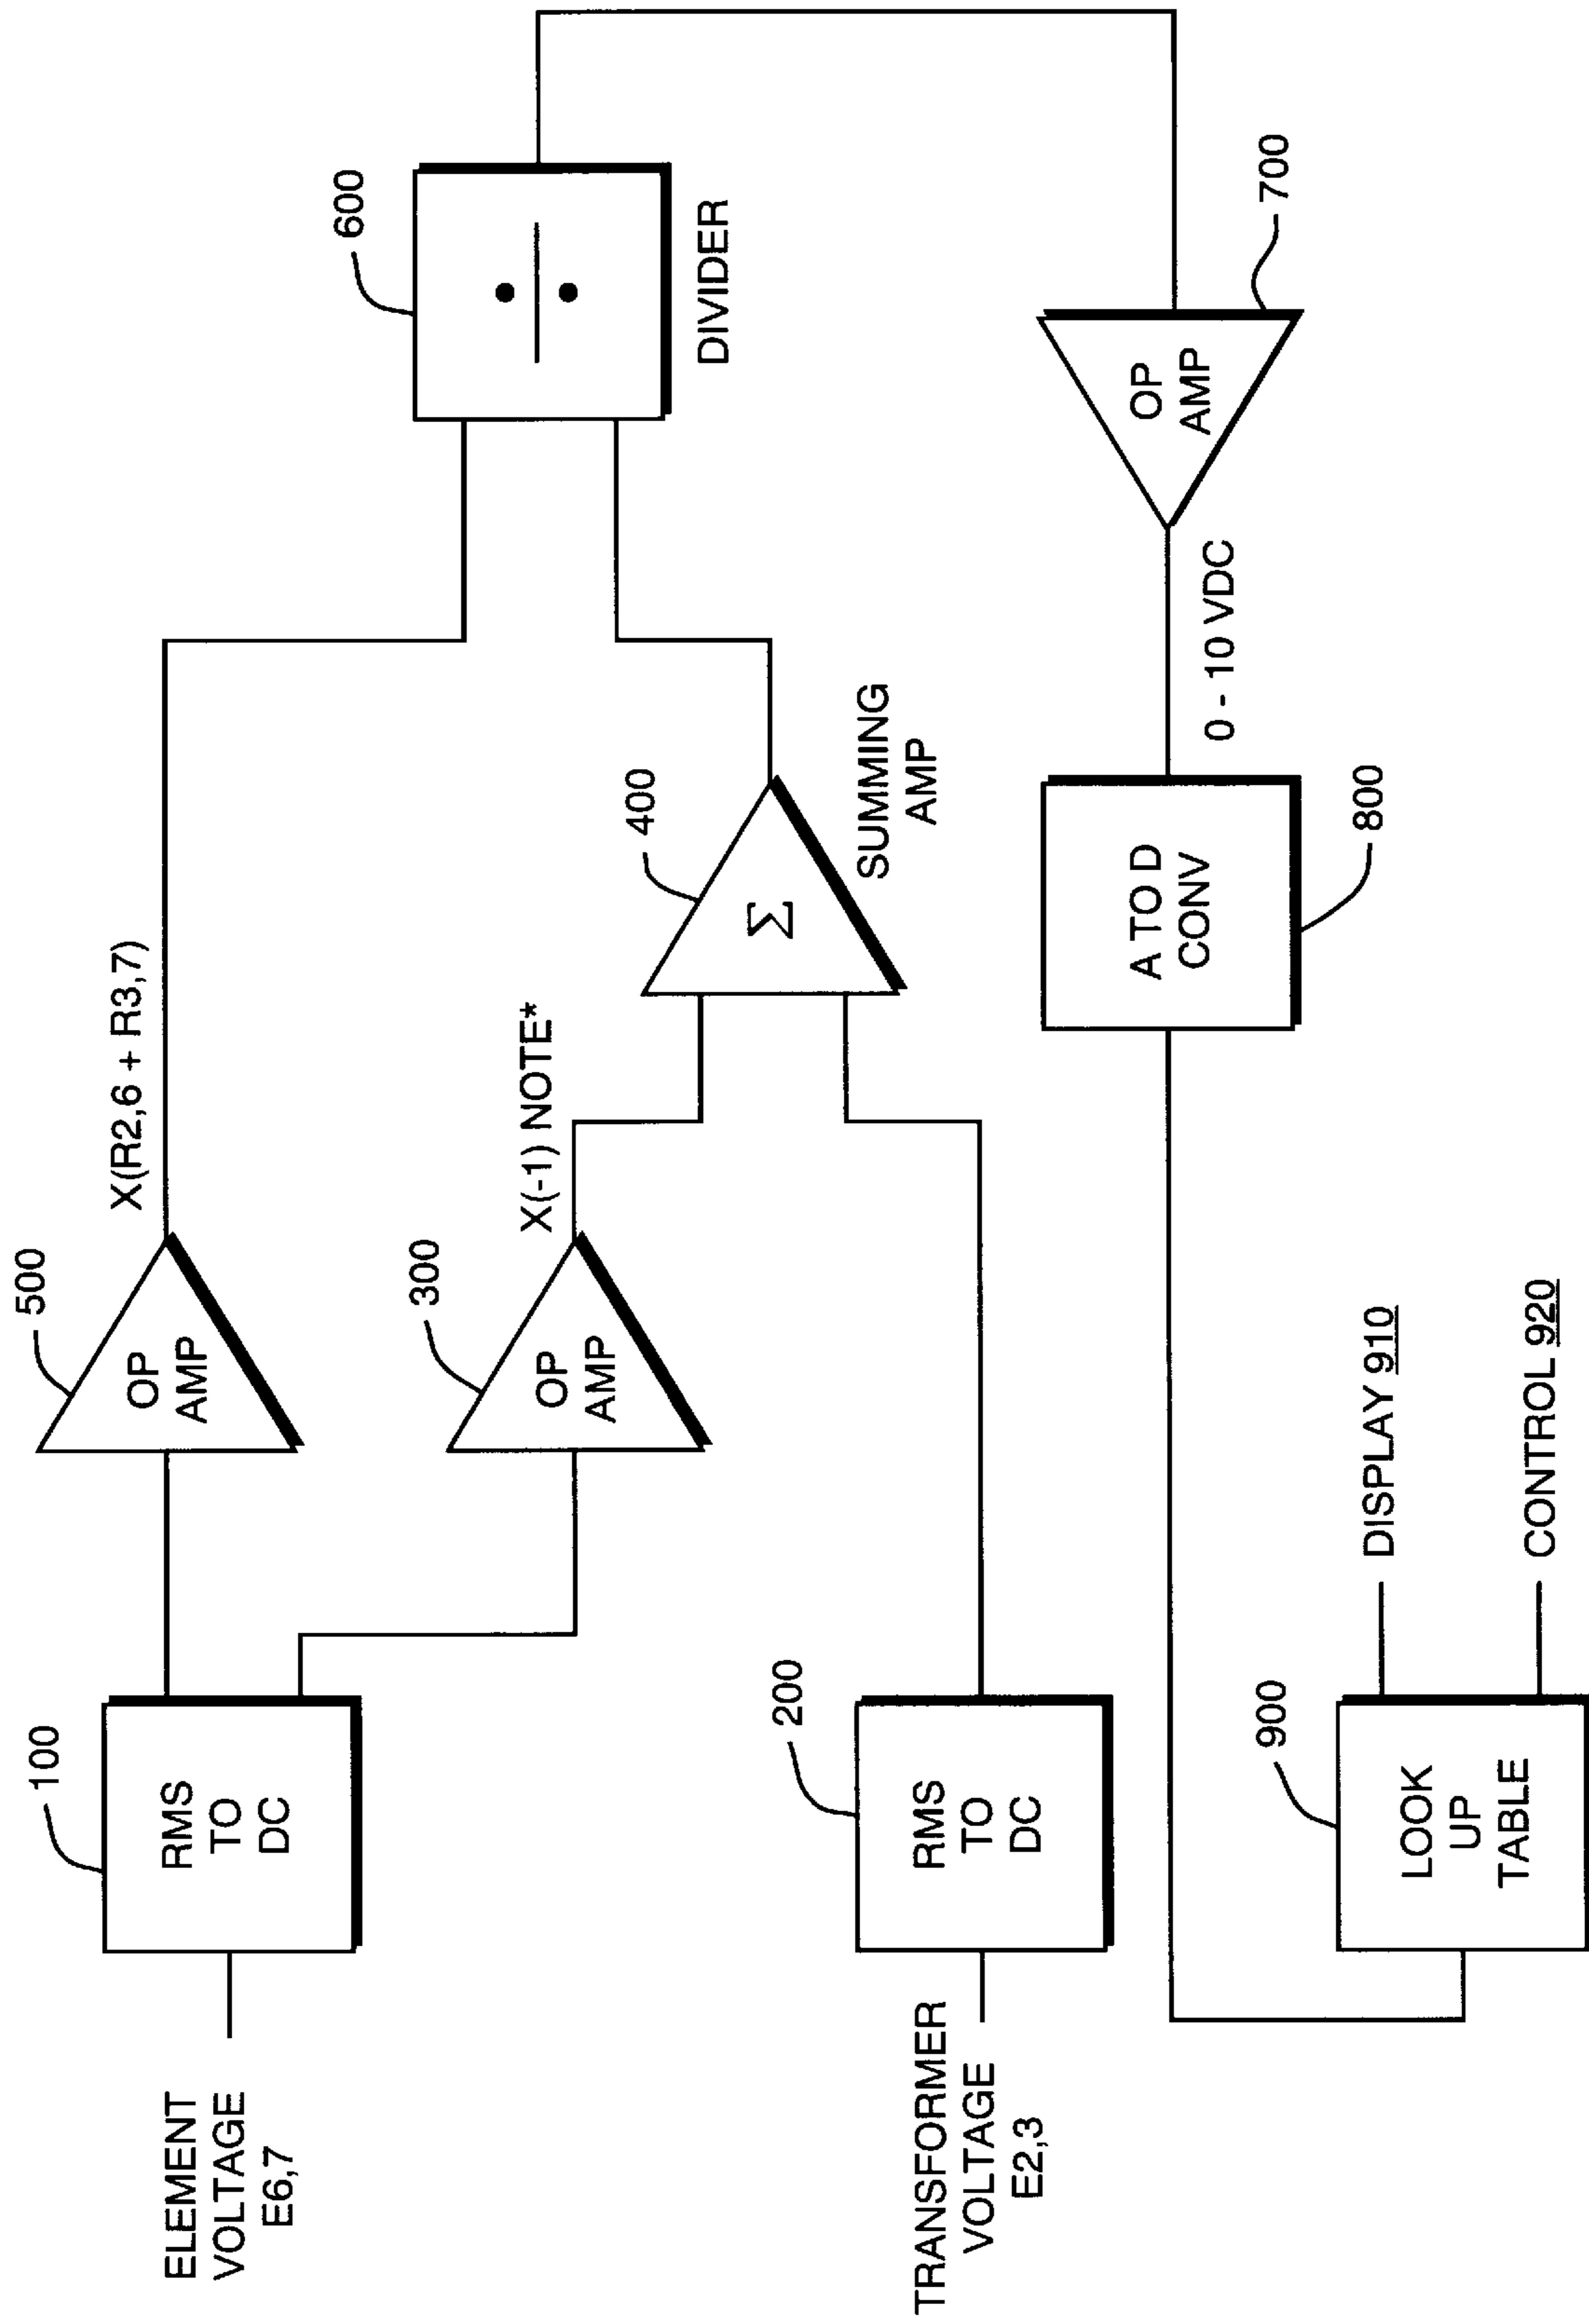 ELEMENT
VOLTAGE
E6,7
100
RMS
TO
DC
500
OP
AMP
X(R2,6 + R3,7)
300
OP
AMP
X(-1) NOTE*
400
Σ
SUMMING
AMP
600
DIVIDER
TRANSFORMER
VOLTAGE
E2,3
200
RMS
TO
DC
700
OP
AMP
0 - 10 VDC
A TO D
CONV
800
900
LOOK
UP
TABLE
DISPLAY 910
CONTROL 920